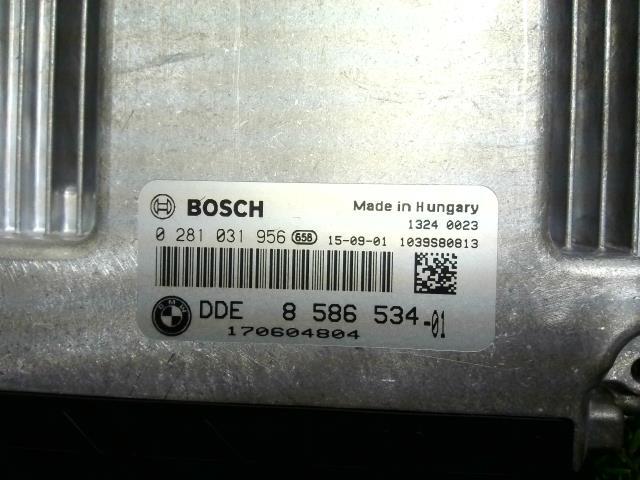 BOSCH Made in Hungary
1324 0023
0 281 031 956 658 15-09-01 1039S80813
BMW DDE 8 586 534-01
170604804